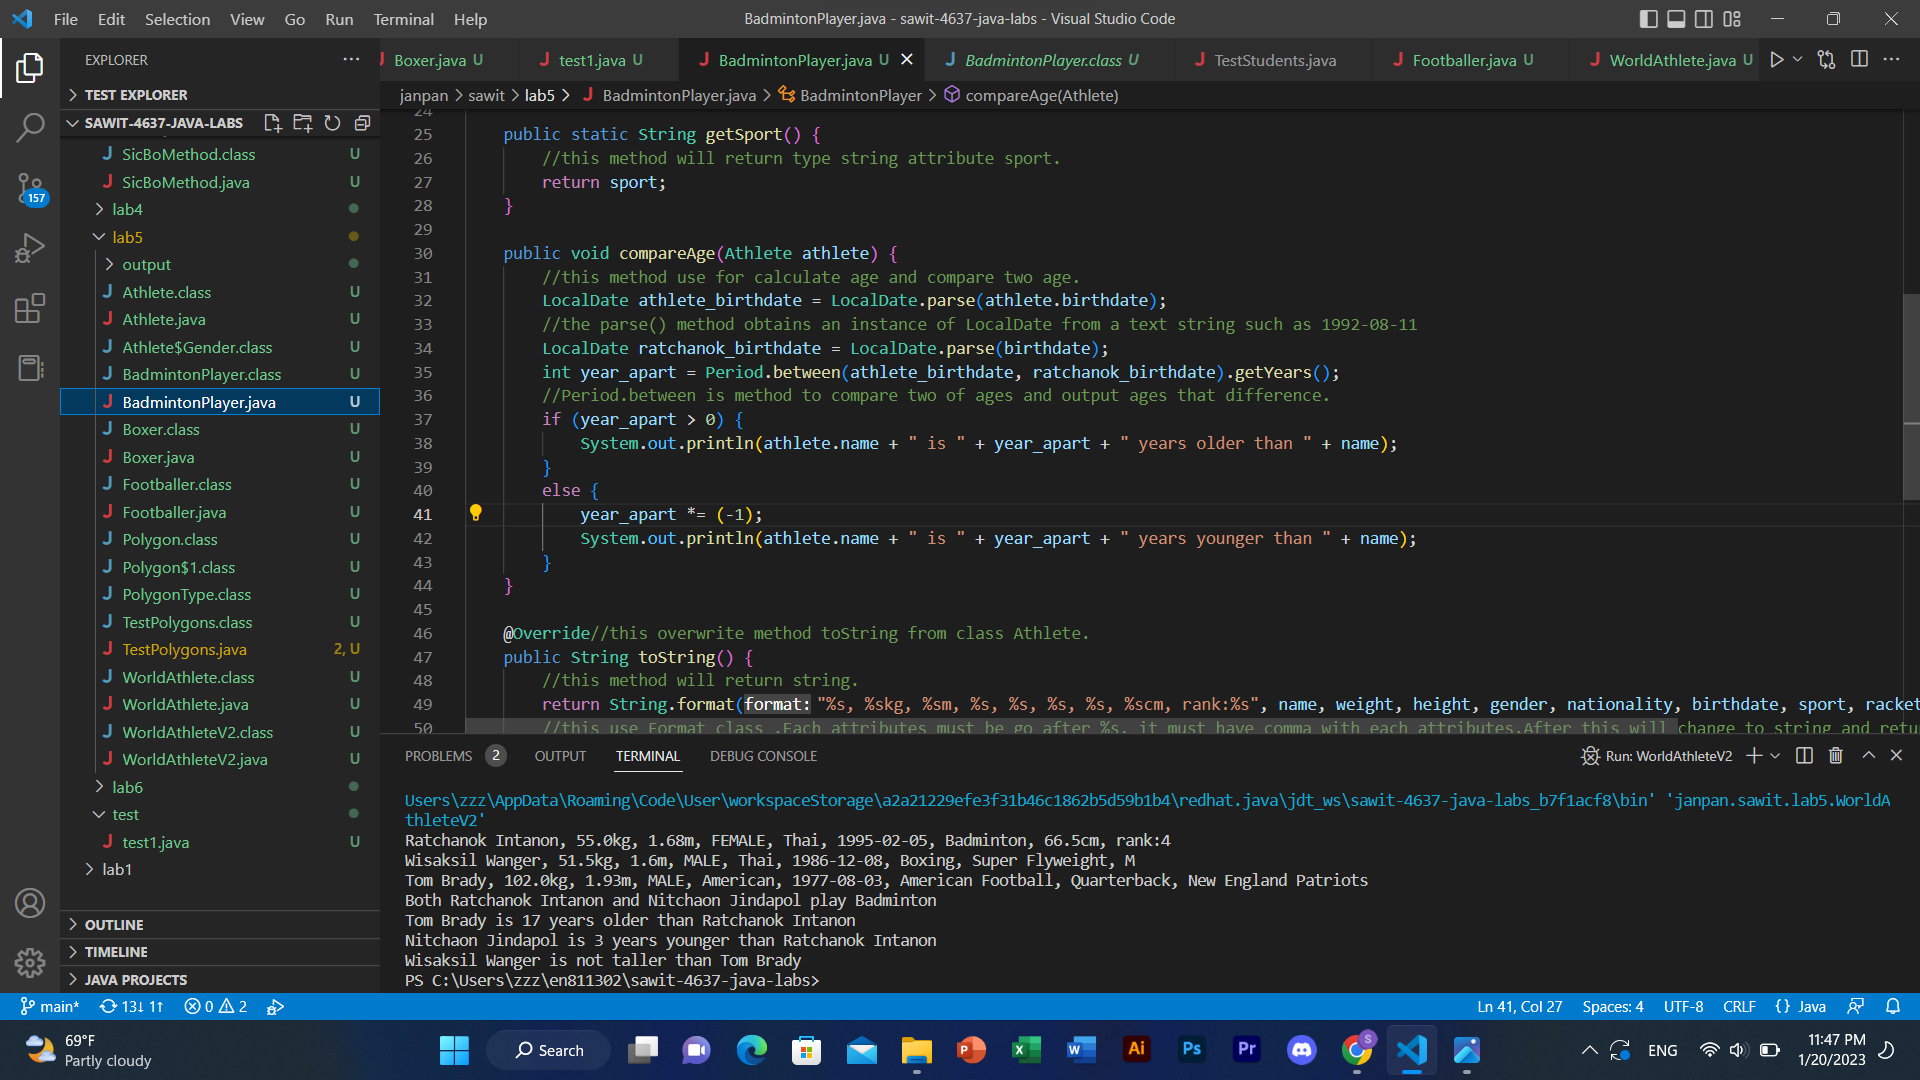 File Edit Selection View Go Run Terminal Help
BadmintonPlayer.java - sawit-4637-java-labs - Visual Studio Code
EXPLORER
Boxer.java U
test1.java U
BadmintonPlayer.java U
BadmintonPlayer.class U
TestStudents.java
Footballer.java U
WorldAthlete.java U
TEST EXPLORER
SAWIT-4637-JAVA-LABS
SicBoMethod.class U
SicBoMethod.java U
lab4
lab5
output
Athlete.class U
Athlete.java U
Athlete$Gender.class U
BadmintonPlayer.class U
BadmintonPlayer.java U
Boxer.class U
Boxer.java U
Footballer.class U
Footballer.java U
Polygon.class U
Polygon$1.class U
PolygonType.class U
TestPolygons.class U
TestPolygons.java 2, U
WorldAthlete.class U
WorldAthlete.java U
WorldAthleteV2.class U
WorldAthleteV2.java U
lab6
test
test1.java U
lab1
OUTLINE
TIMELINE
JAVA PROJECTS
157
janpan > sawit > lab5 > BadmintonPlayer.java > BadmintonPlayer > compareAge(Athlete)
24
25 public static String getSport() {
26 //this method will return type string attribute sport.
27 return sport;
28 }
29
30 public void compareAge(Athlete athlete) {
31 //this method use for calculate age and compare two age.
32 LocalDate athlete_birthdate = LocalDate.parse(athlete.birthdate);
33 //the parse() method obtains an instance of LocalDate from a text string such as 1992-08-11
34 LocalDate ratchanok_birthdate = LocalDate.parse(birthdate);
35 int year_apart = Period.between(athlete_birthdate, ratchanok_birthdate).getYears();
36 //Period.between is method to compare two of ages and output ages that difference.
37 if (year_apart > 0) {
38 System.out.println(athlete.name + " is " + year_apart + " years older than " + name);
39 }
40 else {
41 year_apart *= (-1);
42 System.out.println(athlete.name + " is " + year_apart + " years younger than " + name);
43 }
44 }
45
46 @Override//this overwrite method toString from class Athlete.
47 public String toString() {
48 //this method will return string.
49 return String.format(format: "%s, %skg, %sm, %s, %s, %s, %s, %scm, rank:%s", name, weight, height, gender, nationality, birthdate, sport, racket
50 //this use Format class .Each attributes must be go after %s. it must have comma with each attributes.After this will change to string and retu
PROBLEMS 2 OUTPUT TERMINAL DEBUG CONSOLE
Run: WorldAthleteV2
Users\zzz\AppData\Roaming\Code\User\workspaceStorage\a2a21229efe3f31b46c1862b5d59b1b4\redhat.java\jdt_ws\sawit-4637-java-labs_b7f1acf8\bin' 'janpan.sawit.lab5.WorldA
thleteV2'
Ratchanok Intanon, 55.0kg, 1.68m, FEMALE, Thai, 1995-02-05, Badminton, 66.5cm, rank:4
Wisaksil Wanger, 51.5kg, 1.6m, MALE, Thai, 1986-12-08, Boxing, Super Flyweight, M
Tom Brady, 102.0kg, 1.93m, MALE, American, 1977-08-03, American Football, Quarterback, New England Patriots
Both Ratchanok Intanon and Nitchaon Jindapol play Badminton
Tom Brady is 17 years older than Ratchanok Intanon
Nitchaon Jindapol is 3 years younger than Ratchanok Intanon
Wisaksil Wanger is not taller than Tom Brady
PS C:\Users\zzz\en811302\sawit-4637-java-labs>
main* 13↓ 1↑ 0 2
Ln 41, Col 27 Spaces: 4 UTF-8 CRLF {} Java
69°F
Partly cloudy
Search
Ai Ps Pr
ENG
11:47 PM
1/20/2023